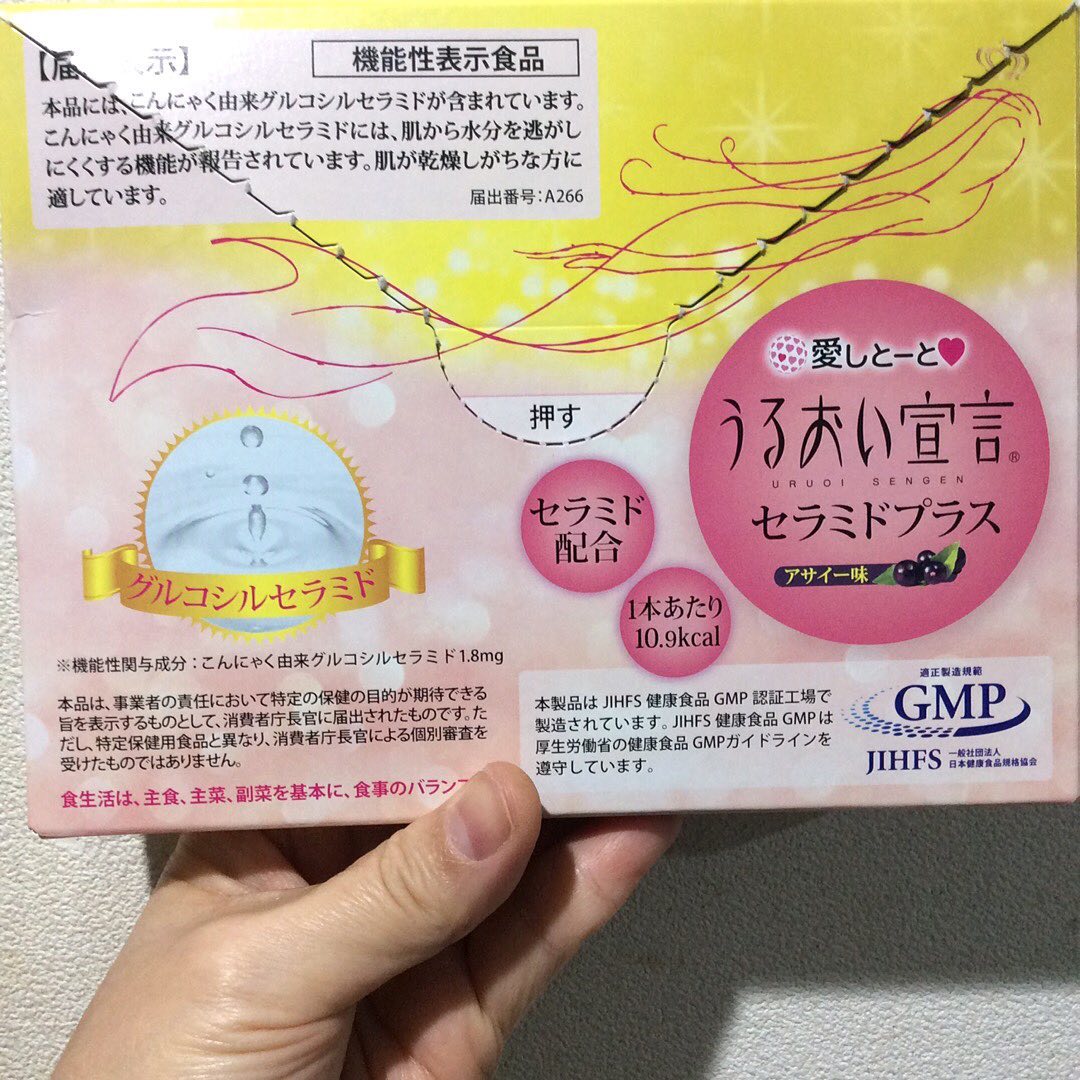 【届 示】
機能性表示食品
本品には、こんにゃく由来グルコシルセラミドが含まれています。
こんにゃく由来グルコシルセラミドには、肌から水分を逃がし
にくくする機能が報告されています。肌が乾燥しがちな方に
適しています。
届出番号：A266
愛しとーと
うるおい宣言®
URUOI SENGEN
セラミドプラス
アサイー味
押す
セラミド
配合
1本あたり
10.9kcal
グルコシルセラミド
※機能性関与成分：こんにゃく由来グルコシルセラミド1.8mg
本品は、事業者の責任において特定の保健の目的が期待できる
旨を表示するものとして、消費者庁長官に届出されたものです。た
だし、特定保健用食品と異なり、消費者庁長官による個別審査を
受けたものではありません。
食生活は、主食、主菜、副菜を基本に、食事のバラン
本製品は JIHFS 健康食品 GMP 認証工場で
製造されています。JIHFS 健康食品 GMPは
厚生労働省の健康食品 GMPガイドラインを
遵守しています。
適正製造規範
GMP
JIHFS
一般社団法人
日本健康食品規格協会